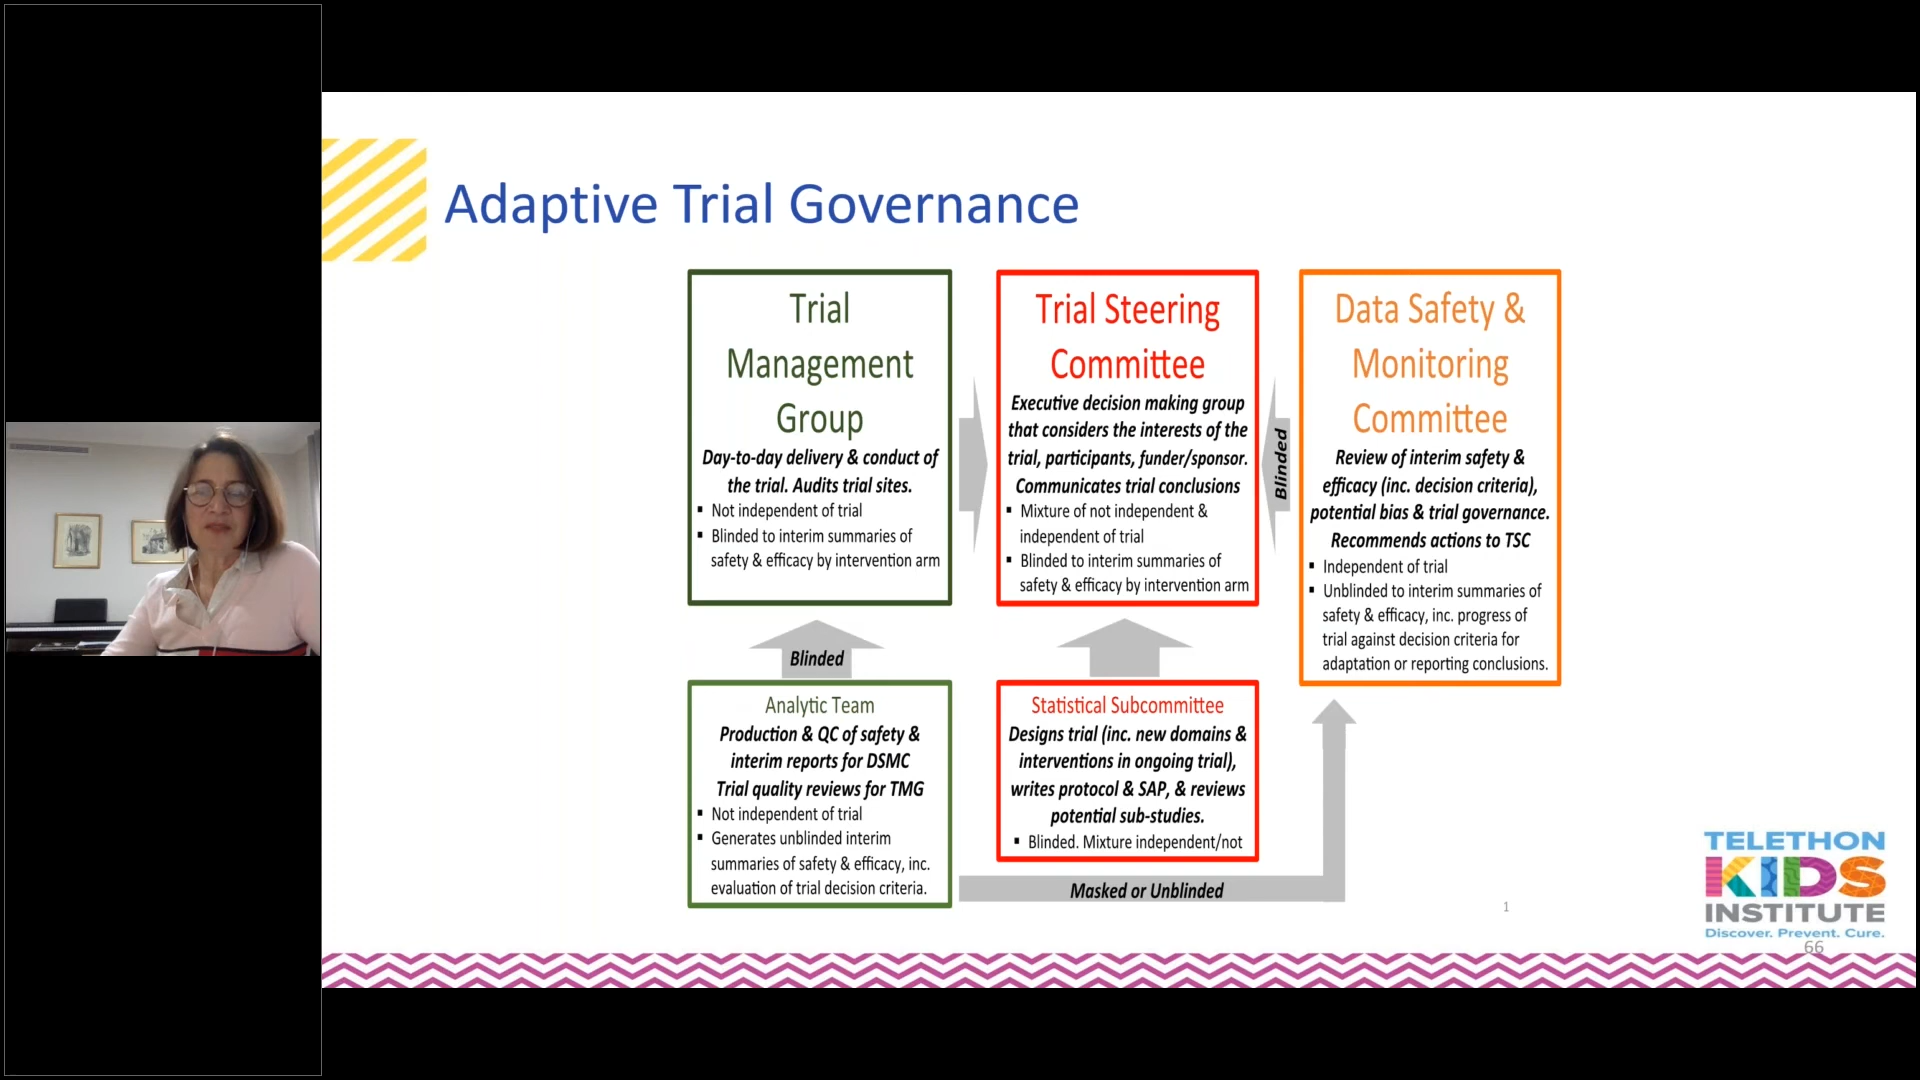 Adaptive Trial Governance
Trial
Management
Group
Day-to-day delivery & conduct of
the trial. Audits trial sites.
▪ Not independent of trial
▪ Blinded to interim summaries of
safety & efficacy by intervention arm
Trial Steering
Committee
Executive decision making group
that considers the interests of the
trial, participants, funder/sponsor.
Communicates trial conclusions
▪ Mixture of not independent &
independent of trial
▪ Blinded to interim summaries of
safety & efficacy by intervention arm
Blinded
Data Safety &
Monitoring
Committee
Review of interim safety &
efficacy (inc. decision criteria),
potential bias & trial governance.
Recommends actions to TSC
▪ Independent of trial
▪ Unblinded to interim summaries of
safety & efficacy, inc. progress of
trial against decision criteria for
adaptation or reporting conclusions.
Blinded
Analytic Team
Production & QC of safety &
interim reports for DSMC
Trial quality reviews for TMG
▪ Not independent of trial
▪ Generates unblinded interim
summaries of safety & efficacy, inc.
evaluation of trial decision criteria.
Statistical Subcommittee
Designs trial (inc. new domains &
interventions in ongoing trial),
writes protocol & SAP, & reviews
potential sub-studies.
▪ Blinded. Mixture independent/not
Masked or Unblinded
1
TELETHON
KIDS
INSTITUTE
Discover. Prevent. Cure.
66